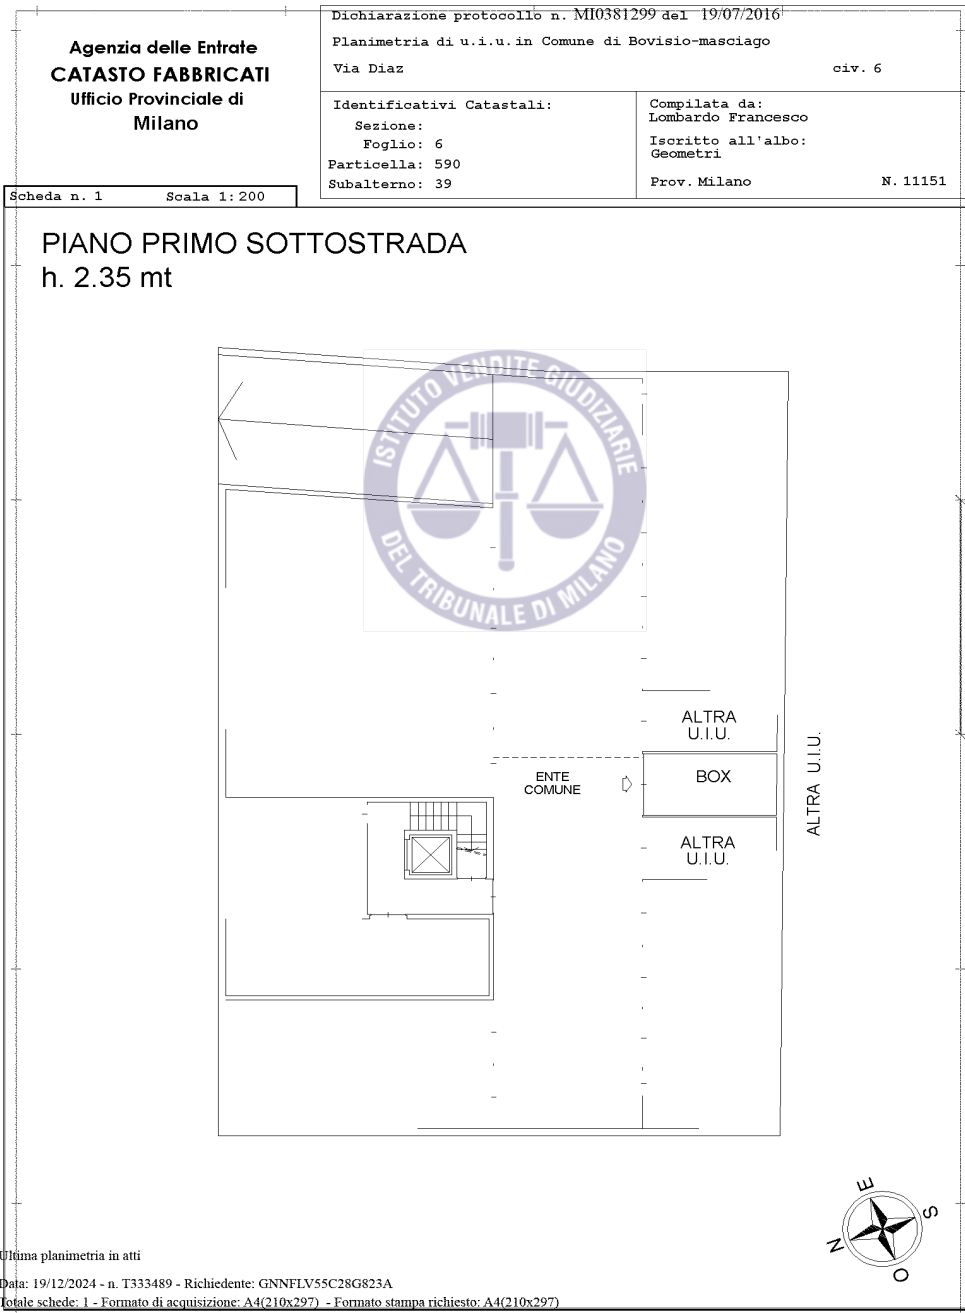 Agenzia delle Entrate
CATASTO FABBRICATI
Ufficio Provinciale di
Milano
Dichiarazione protocollo n. MI0381299 del 19/07/2016
Planimetria di u.i.u. in Comune di Bovisio-masciago
Via Diaz civ. 6
Identificativi Catastali:
Sezione:
Foglio: 6
Particella: 590
Subalterno: 39
Compilata da:
Lombardo Francesco
Iscritto all'albo:
Geometri
Prov. Milano N. 11151
Scheda n. 1 Scala 1:200
PIANO PRIMO SOTTOSTRADA
h. 2.35 mt
ISTITUTO VENDITE GIUDIZIARIE
DEL TRIBUNALE DI MILANO
ALTRA
U.I.U.
BOX
ENTE
COMUNE
ALTRA
U.I.U.
ALTRA U.I.U.
E
S
N
O
Ultima planimetria in atti
Data: 19/12/2024 - n. T333489 - Richiedente: GNNFLV55C28G823A
Totale schede: 1 - Formato di acquisizione: A4(210x297) - Formato stampa richiesto: A4(210x297)